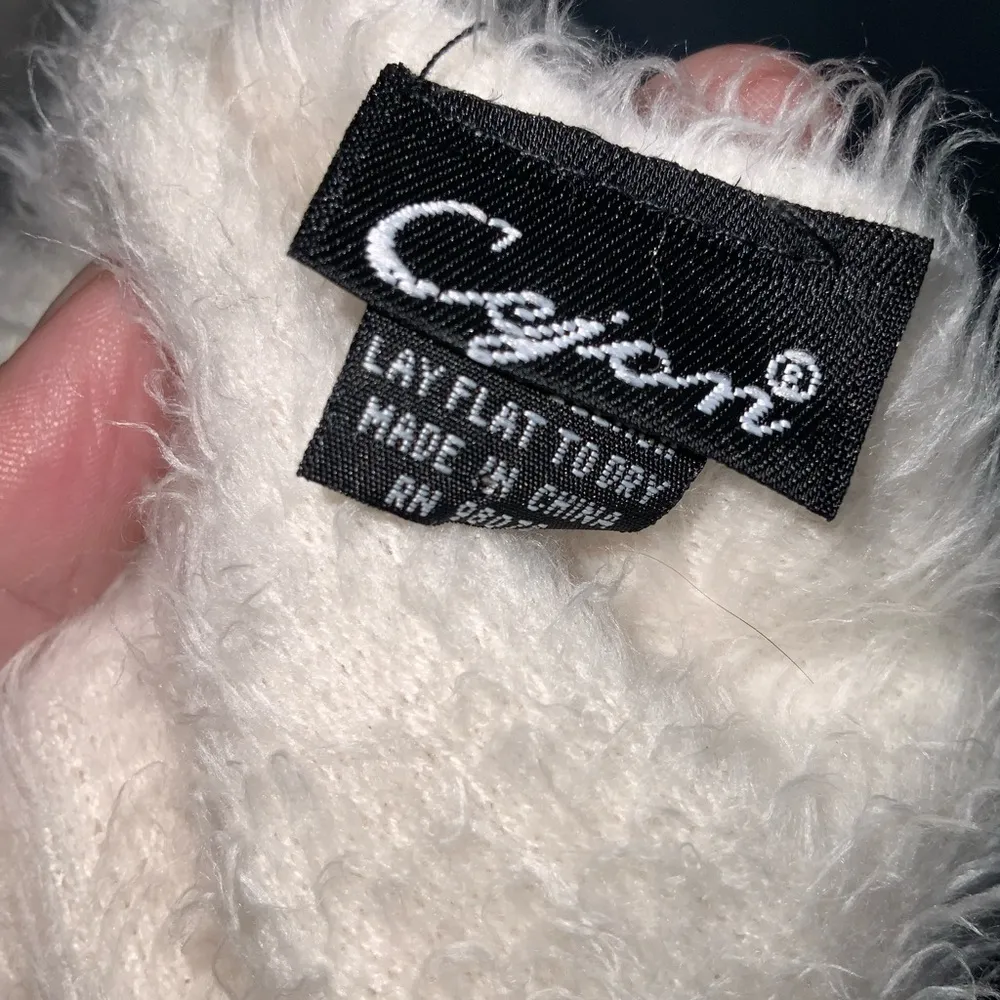 Cejon®
LAY FLAT TO DRY
MADE IN CHINA
RN